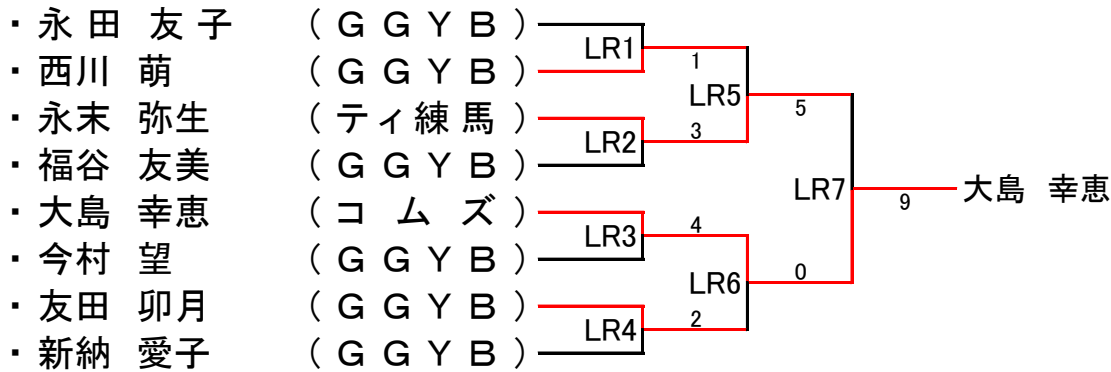 ・永田 友子 (GGYB)
LR1
・西川 萌 (GGYB)
1
LR5
・永末 弥生 (ティ練馬)
5
3
LR2
・福谷 友美 (GGYB)
LR7
大島 幸恵
9
・大島 幸恵 (コムズ)
4
LR3
・今村 望 (GGYB)
0
LR6
・友田 卯月 (GGYB)
2
LR4
・新納 愛子 (GGYB)